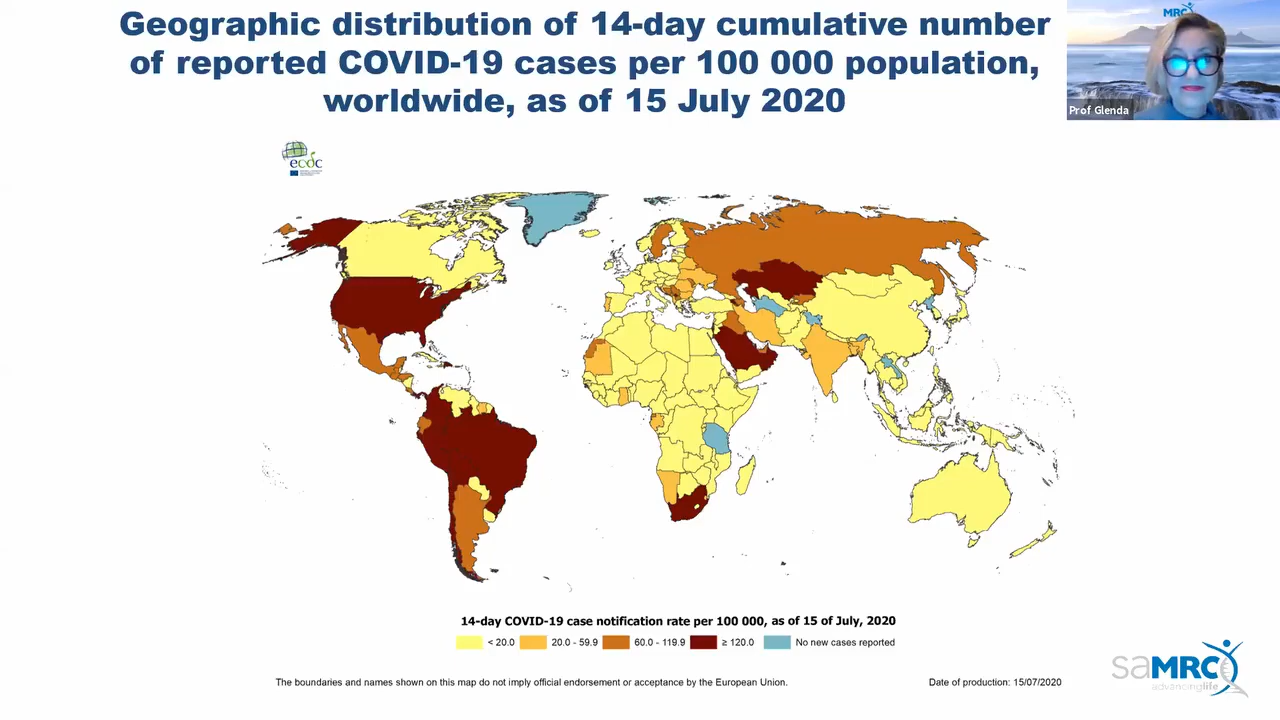 Geographic distribution of 14-day cumulative number
of reported COVID-19 cases per 100 000 population,
worldwide, as of 15 July 2020
MRC
Prof Glenda
ecdc
14-day COVID-19 case notification rate per 100 000, as of 15 of July, 2020
< 20.0 20.0 - 59.9 60.0 - 119.9 ≥ 120.0 No new cases reported
The boundaries and names shown on this map do not imply official endorsement or acceptance by the European Union.
Date of production: 15/07/2020
saMRC
advancinglife